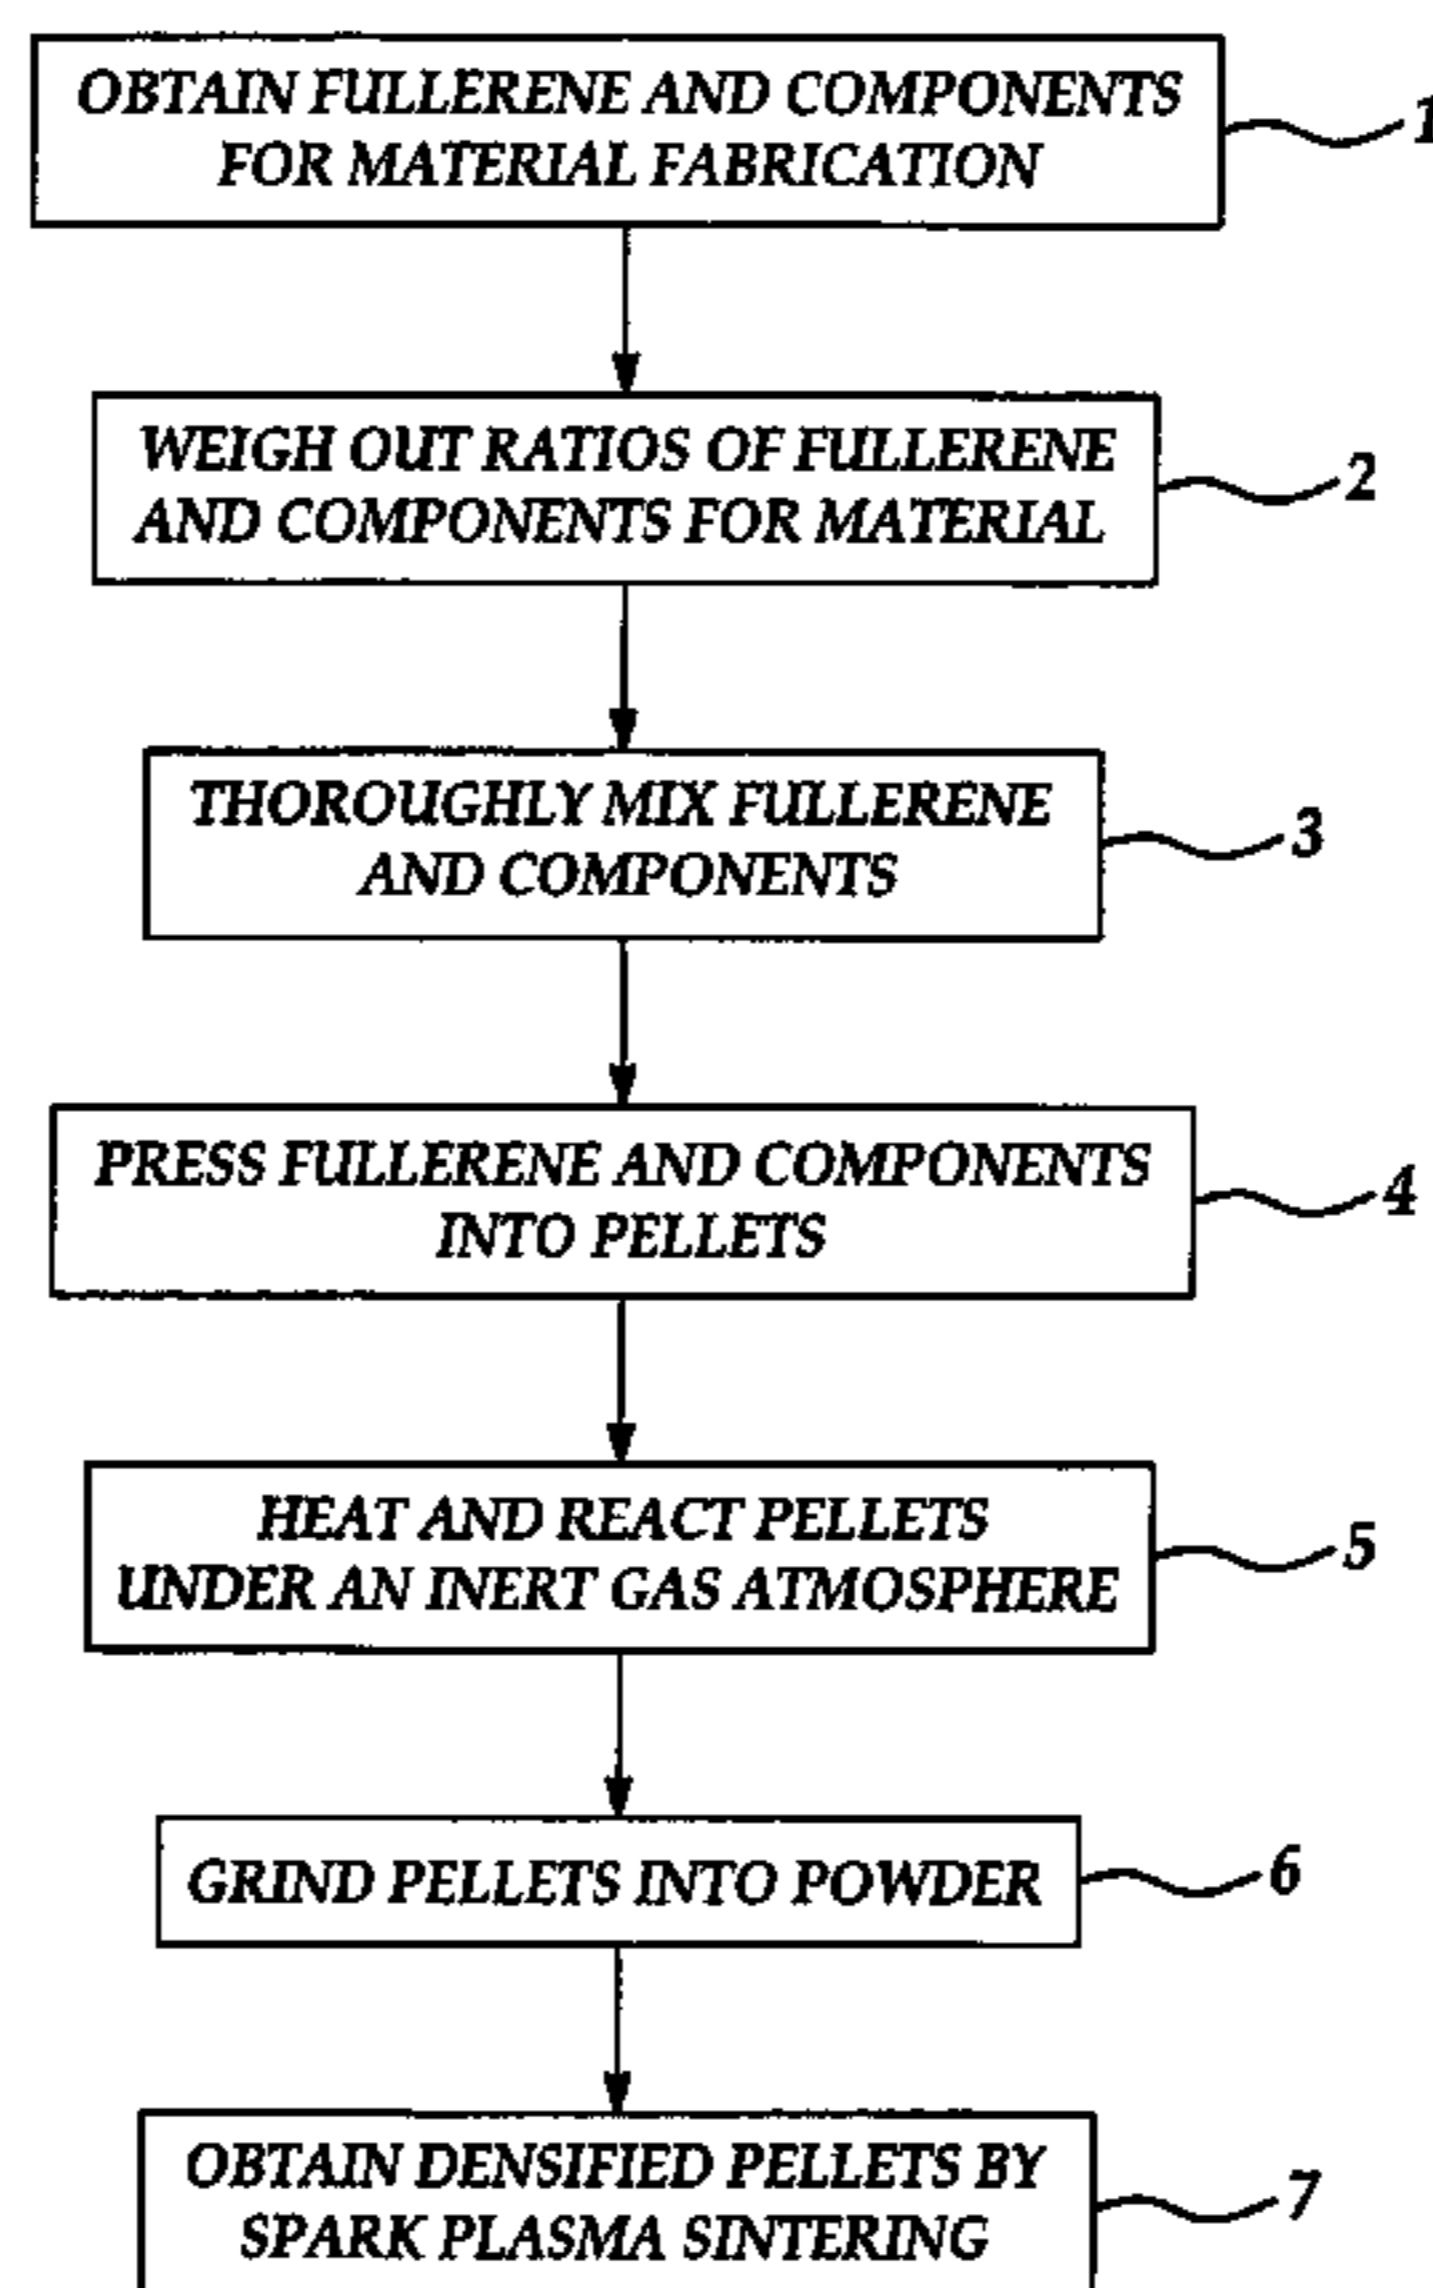 OBTAIN FULLERENE AND COMPONENTS
FOR MATERIAL FABRICATION
1
WEIGH OUT RATIOS OF FULLERENE
AND COMPONENTS FOR MATERIAL
2
THOROUGHLY MIX FULLERENE
AND COMPONENTS
3
PRESS FULLERENE AND COMPONENTS
INTO PELLETS
4
HEAT AND REACT PELLETS
UNDER AN INERT GAS ATMOSPHERE
5
GRIND PELLETS INTO POWDER
6
OBTAIN DENSIFIED PELLETS BY
SPARK PLASMA SINTERING
7